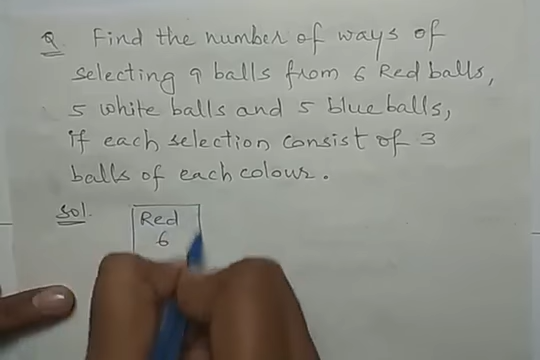 Q. Find the number of ways of
selecting 9 balls from 6 Red balls,
5 white balls and 5 blue balls,
if each selection consist of 3
balls of each colour.
Sol. Red
6